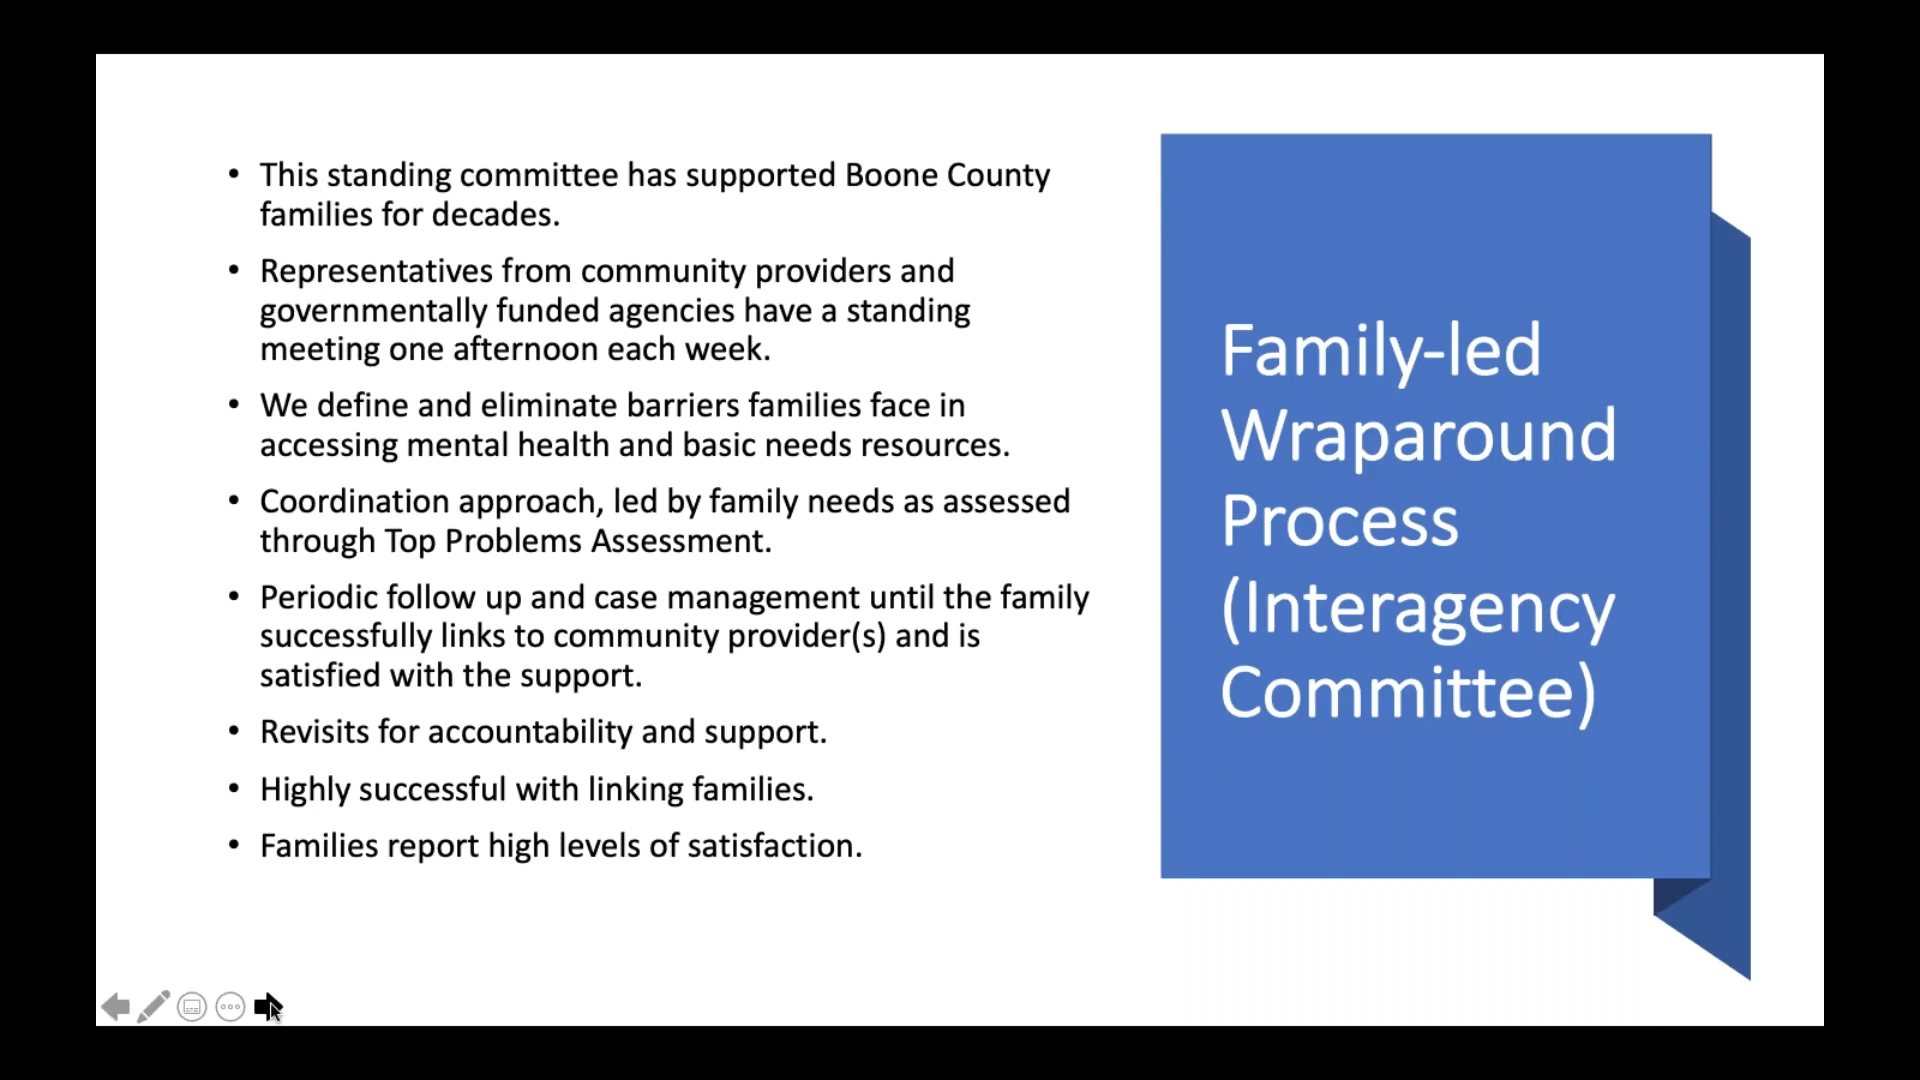 • This standing committee has supported Boone County
families for decades.
• Representatives from community providers and
governmentally funded agencies have a standing
meeting one afternoon each week.
• We define and eliminate barriers families face in
accessing mental health and basic needs resources.
• Coordination approach, led by family needs as assessed
through Top Problems Assessment.
• Periodic follow up and case management until the family
successfully links to community provider(s) and is
satisfied with the support.
• Revisits for accountability and support.
• Highly successful with linking families.
• Families report high levels of satisfaction.
Family-led
Wraparound
Process
(Interagency
Committee)